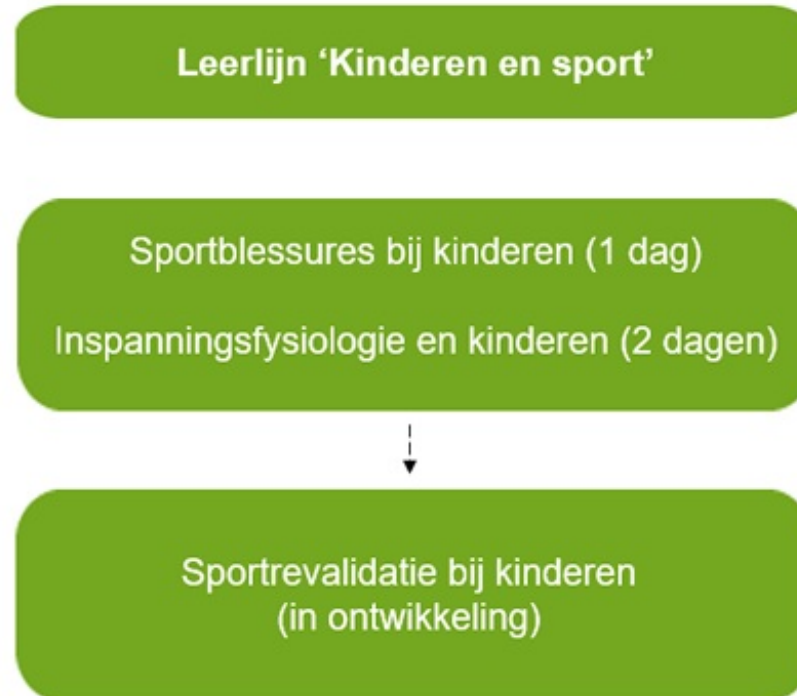 Leerlijn ‘Kinderen en sport’
Sportblessures bij kinderen (1 dag)
Inspanningsfysiologie en kinderen (2 dagen)
Sportrevalidatie bij kinderen
(in ontwikkeling)